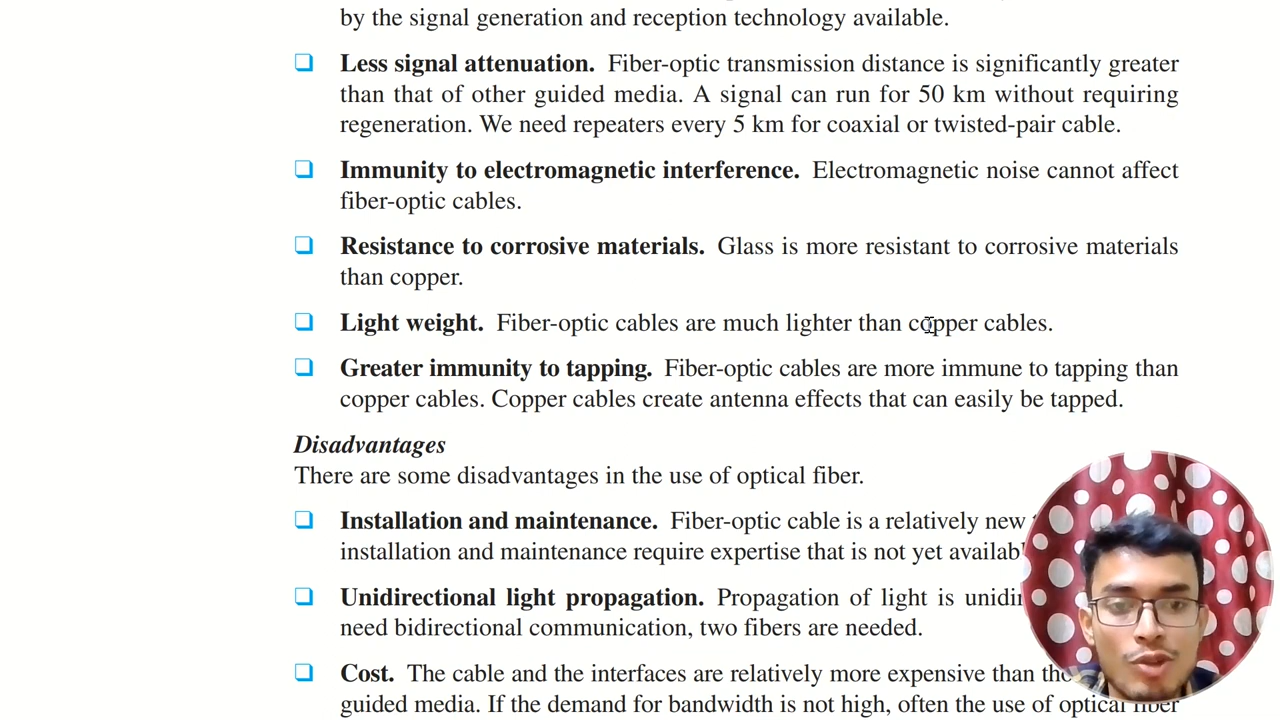 by the signal generation and reception technology available.
❑ Less signal attenuation. Fiber-optic transmission distance is significantly greater
than that of other guided media. A signal can run for 50 km without requiring
regeneration. We need repeaters every 5 km for coaxial or twisted-pair cable.
❑ Immunity to electromagnetic interference. Electromagnetic noise cannot affect
fiber-optic cables.
❑ Resistance to corrosive materials. Glass is more resistant to corrosive materials
than copper.
❑ Light weight. Fiber-optic cables are much lighter than copper cables.
❑ Greater immunity to tapping. Fiber-optic cables are more immune to tapping than
copper cables. Copper cables create antenna effects that can easily be tapped.
Disadvantages
There are some disadvantages in the use of optical fiber.
❑ Installation and maintenance. Fiber-optic cable is a relatively new
installation and maintenance require expertise that is not yet
❑ Unidirectional light propagation. Propagation of light is
need bidirectional communication, two fibers are needed.
❑ Cost. The cable and the interfaces are relatively more expensive than
guided media. If the demand for bandwidth is not high, often the use of optical fiber